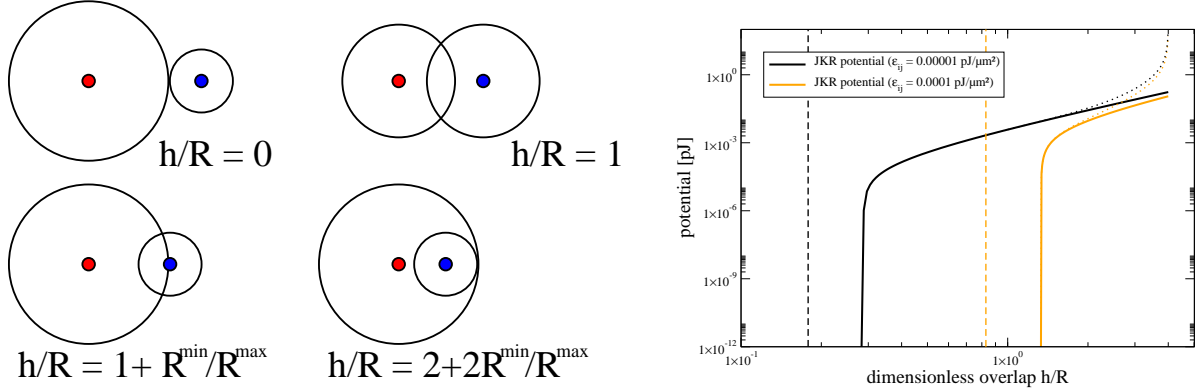 h/R = 0
h/R = 1
h/R = 1+ R^min/R^max
h/R = 2+2R^min/R^max
JKR potential (ε_ij = 0.00001 pJ/μm²)
JKR potential (ε_ij = 0.0001 pJ/μm²)
1×10^0
1×10^-3
1×10^-6
1×10^-9
1×10^-12
potential [pJ]
1×10^-1
1×10^0
dimensionless overlap h/R